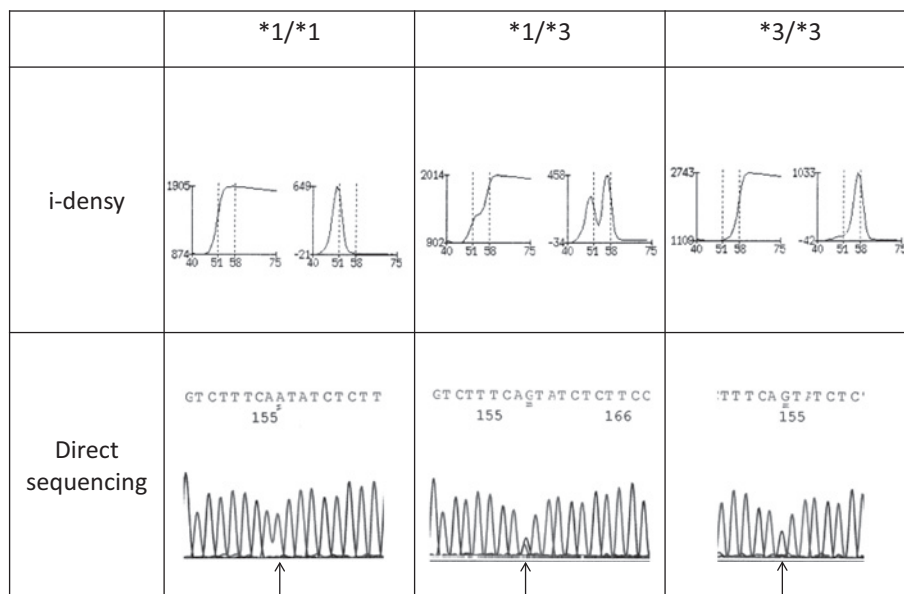 *1/*1 *1/*3 *3/*3
i-densy
1905
874
40 51 58 75
649
-21
40 51 58 75
2014
902
40 51 58 75
458
-34
40 51 58 75
2743
1109
40 51 58 75
1033
-42
40 51 58 75
Direct
sequencing
GTCTTTCAATATCTCTT
155
GTCTTTCAGTATCTCTTCC
155 166
TTTCAGTATCTC
155